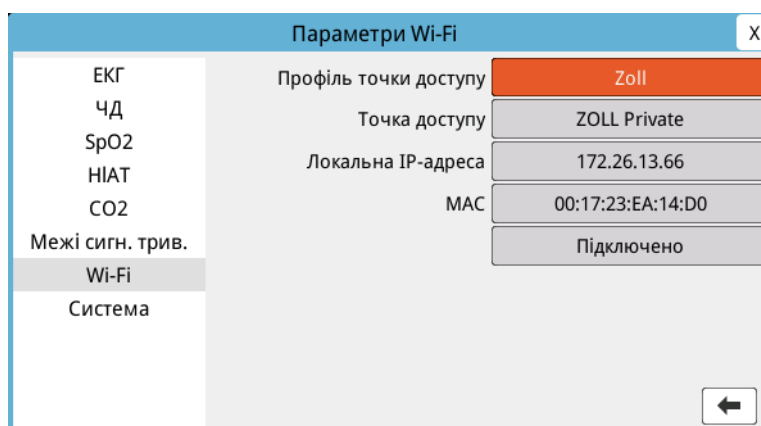 Параметри Wi-Fi
X
ЕКГ
ЧД
SpO2
НІАТ
CO2
Межі сигн. трив.
Wi-Fi
Система
Профіль точки доступу Zoll
Точка доступу ZOLL Private
Локальна IP-адреса 172.26.13.66
MAC 00:17:23:EA:14:D0
Підключено